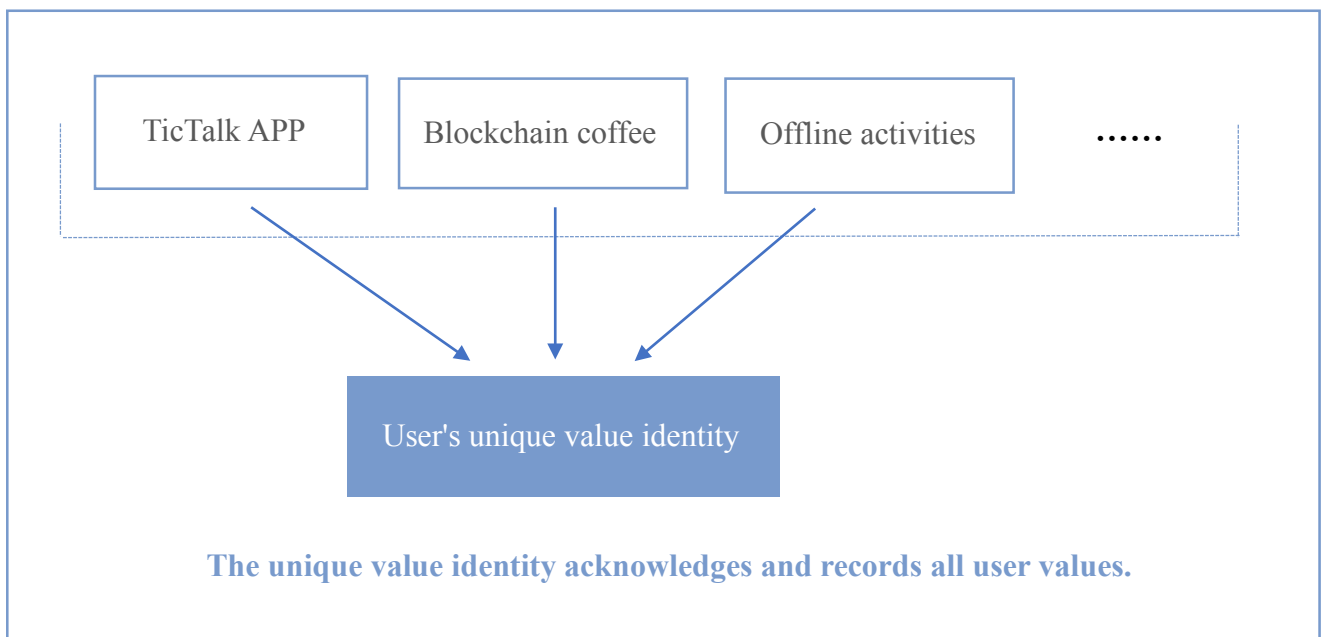 TicTalk APP
Blockchain coffee
Offline activities
......
User's unique value identity
The unique value identity acknowledges and records all user values.